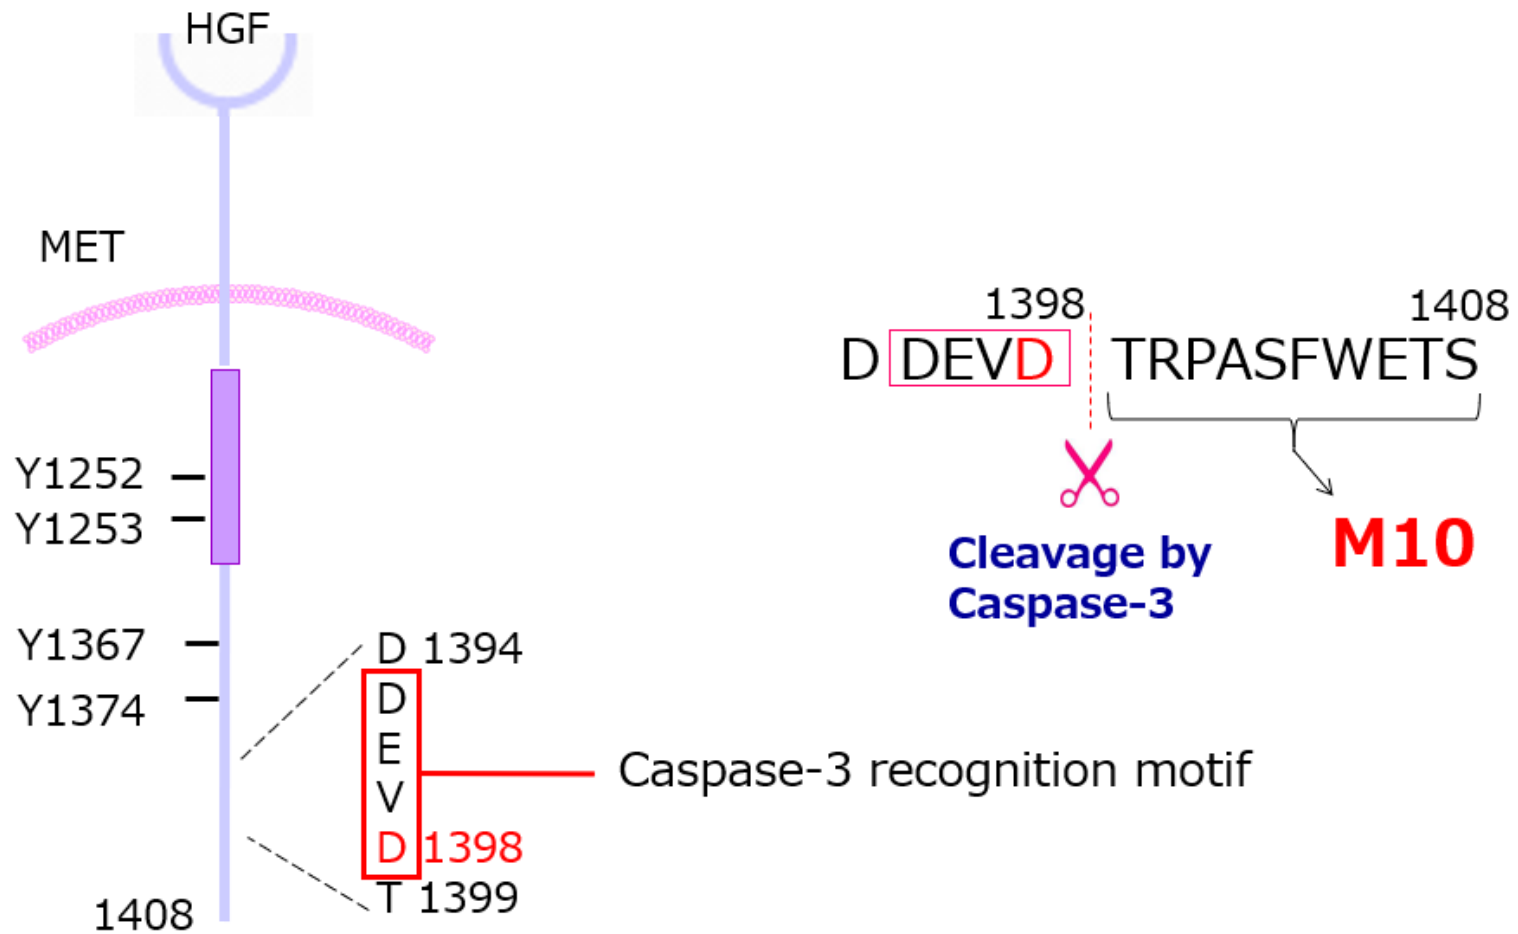 HGF
MET
Y1252
Y1253
Y1367
Y1374
1408
D 1394
D
E
V
D 1398
T 1399
Caspase-3 recognition motif
1398
1408
D DEVD TRPASFWETS
Cleavage by
Caspase-3
M10